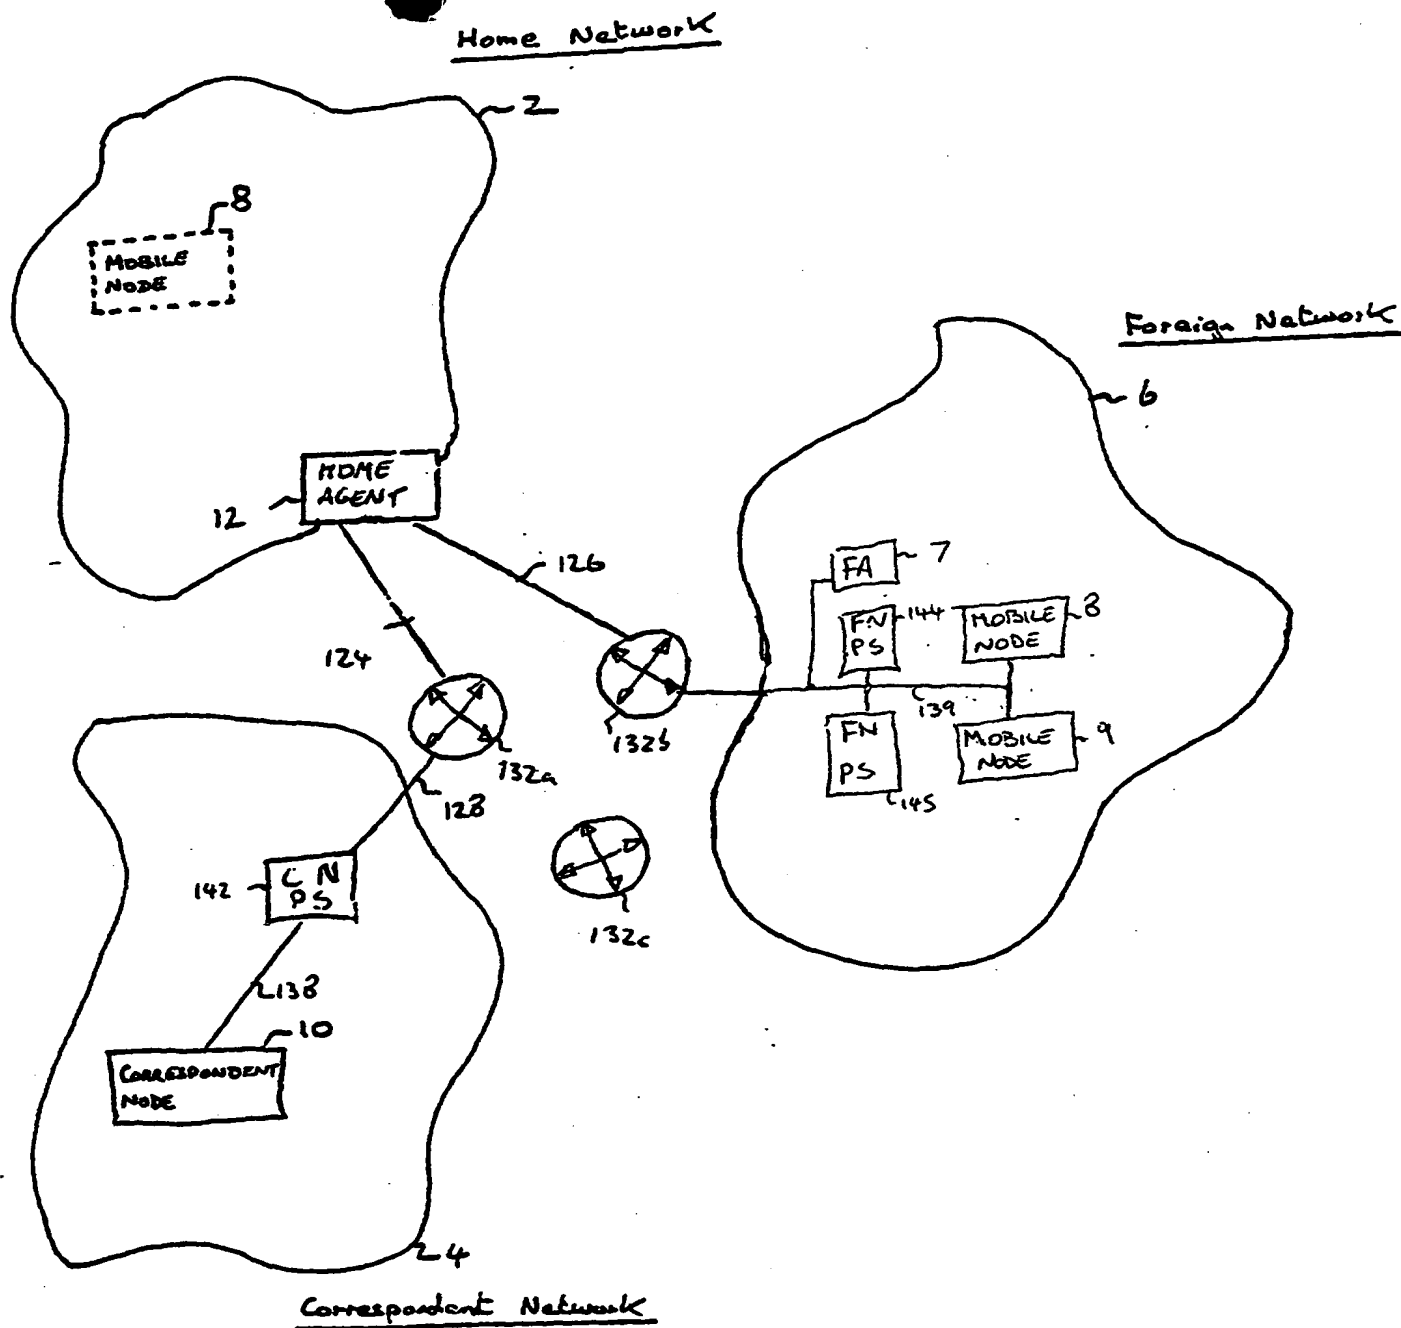 Home Network
2
8
MOBILE
NODE
Foreign Network
6
HOME
AGENT
12
126
FA
7
124
FN
PS
144
MOBILE
NODE
8
132b
139
132a
128
FN
PS
145
MOBILE
NODE
9
142
CN
PS
132c
138
10
CORRESPONDENT
NODE
4
Correspondent Network